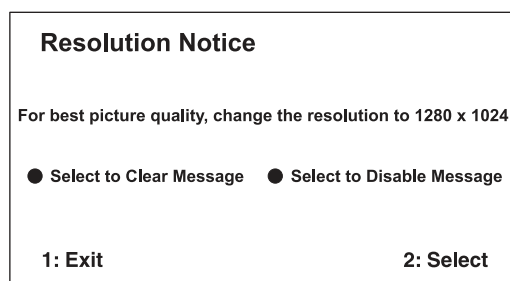 Resolution Notice
For best picture quality, change the resolution to 1280 x 1024
Select to Clear Message
Select to Disable Message
1: Exit
2: Select